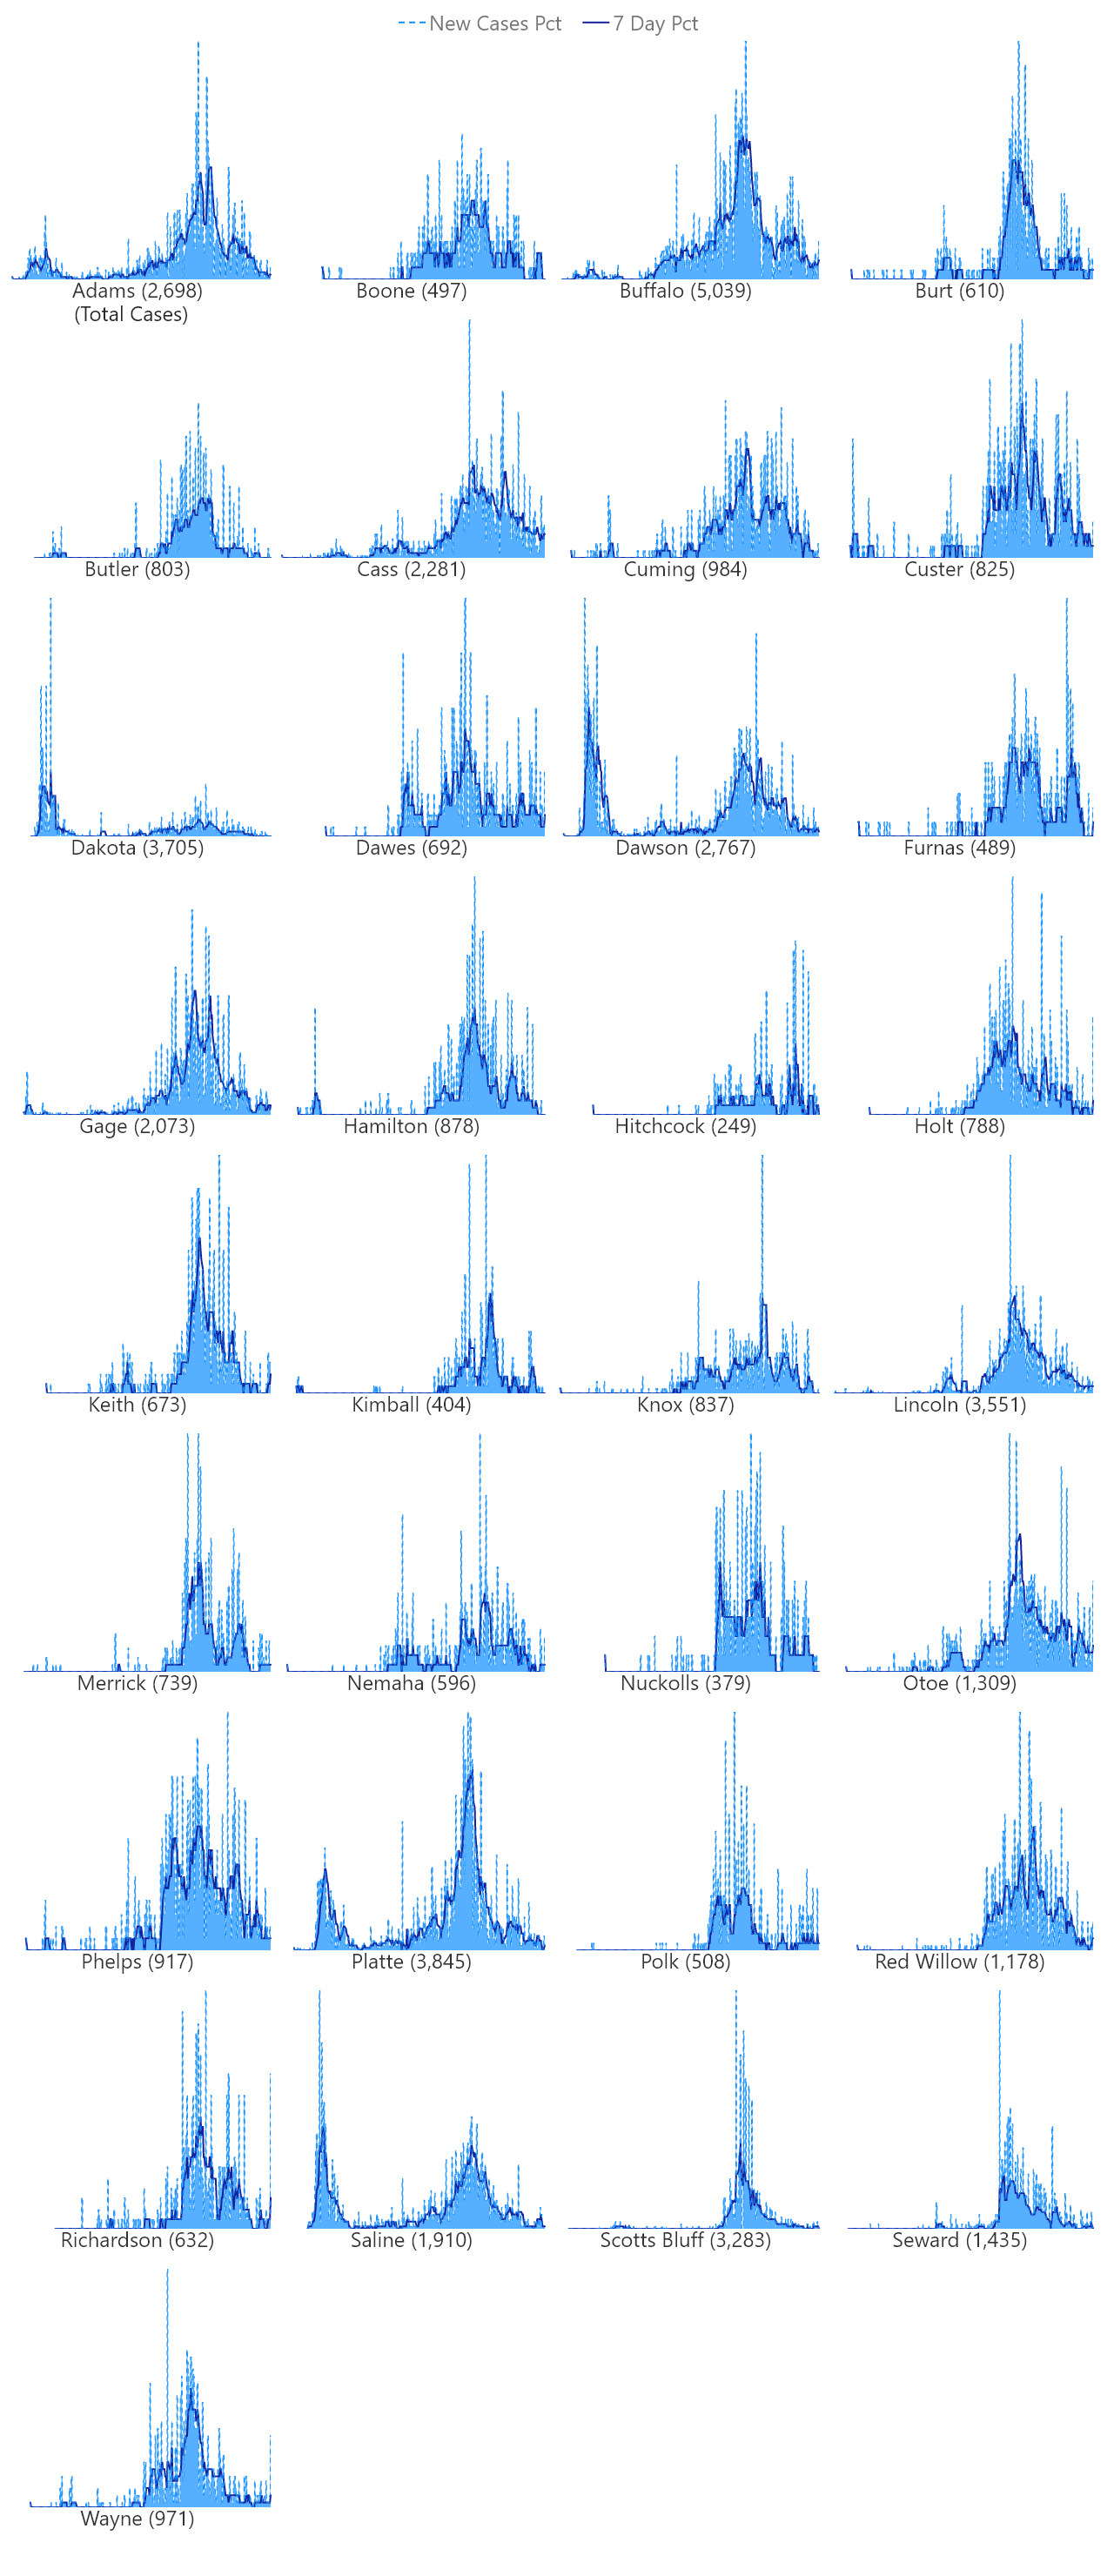 New Cases Pct 7 Day Pct
Adams (2,698) Boone (497) Buffalo (5,039) Burt (610)
(Total Cases)
Butler (803) Cass (2,281) Cuming (984) Custer (825)
Dakota (3,705) Dawes (692) Dawson (2,767) Furnas (489)
Gage (2,073) Hamilton (878) Hitchcock (249) Holt (788)
Keith (673) Kimball (404) Knox (837) Lincoln (3,551)
Merrick (739) Nemaha (596) Nuckolls (379) Otoe (1,309)
Phelps (917) Platte (3,845) Polk (508) Red Willow (1,178)
Richardson (632) Saline (1,910) Scotts Bluff (3,283) Seward (1,435)
Wayne (971)